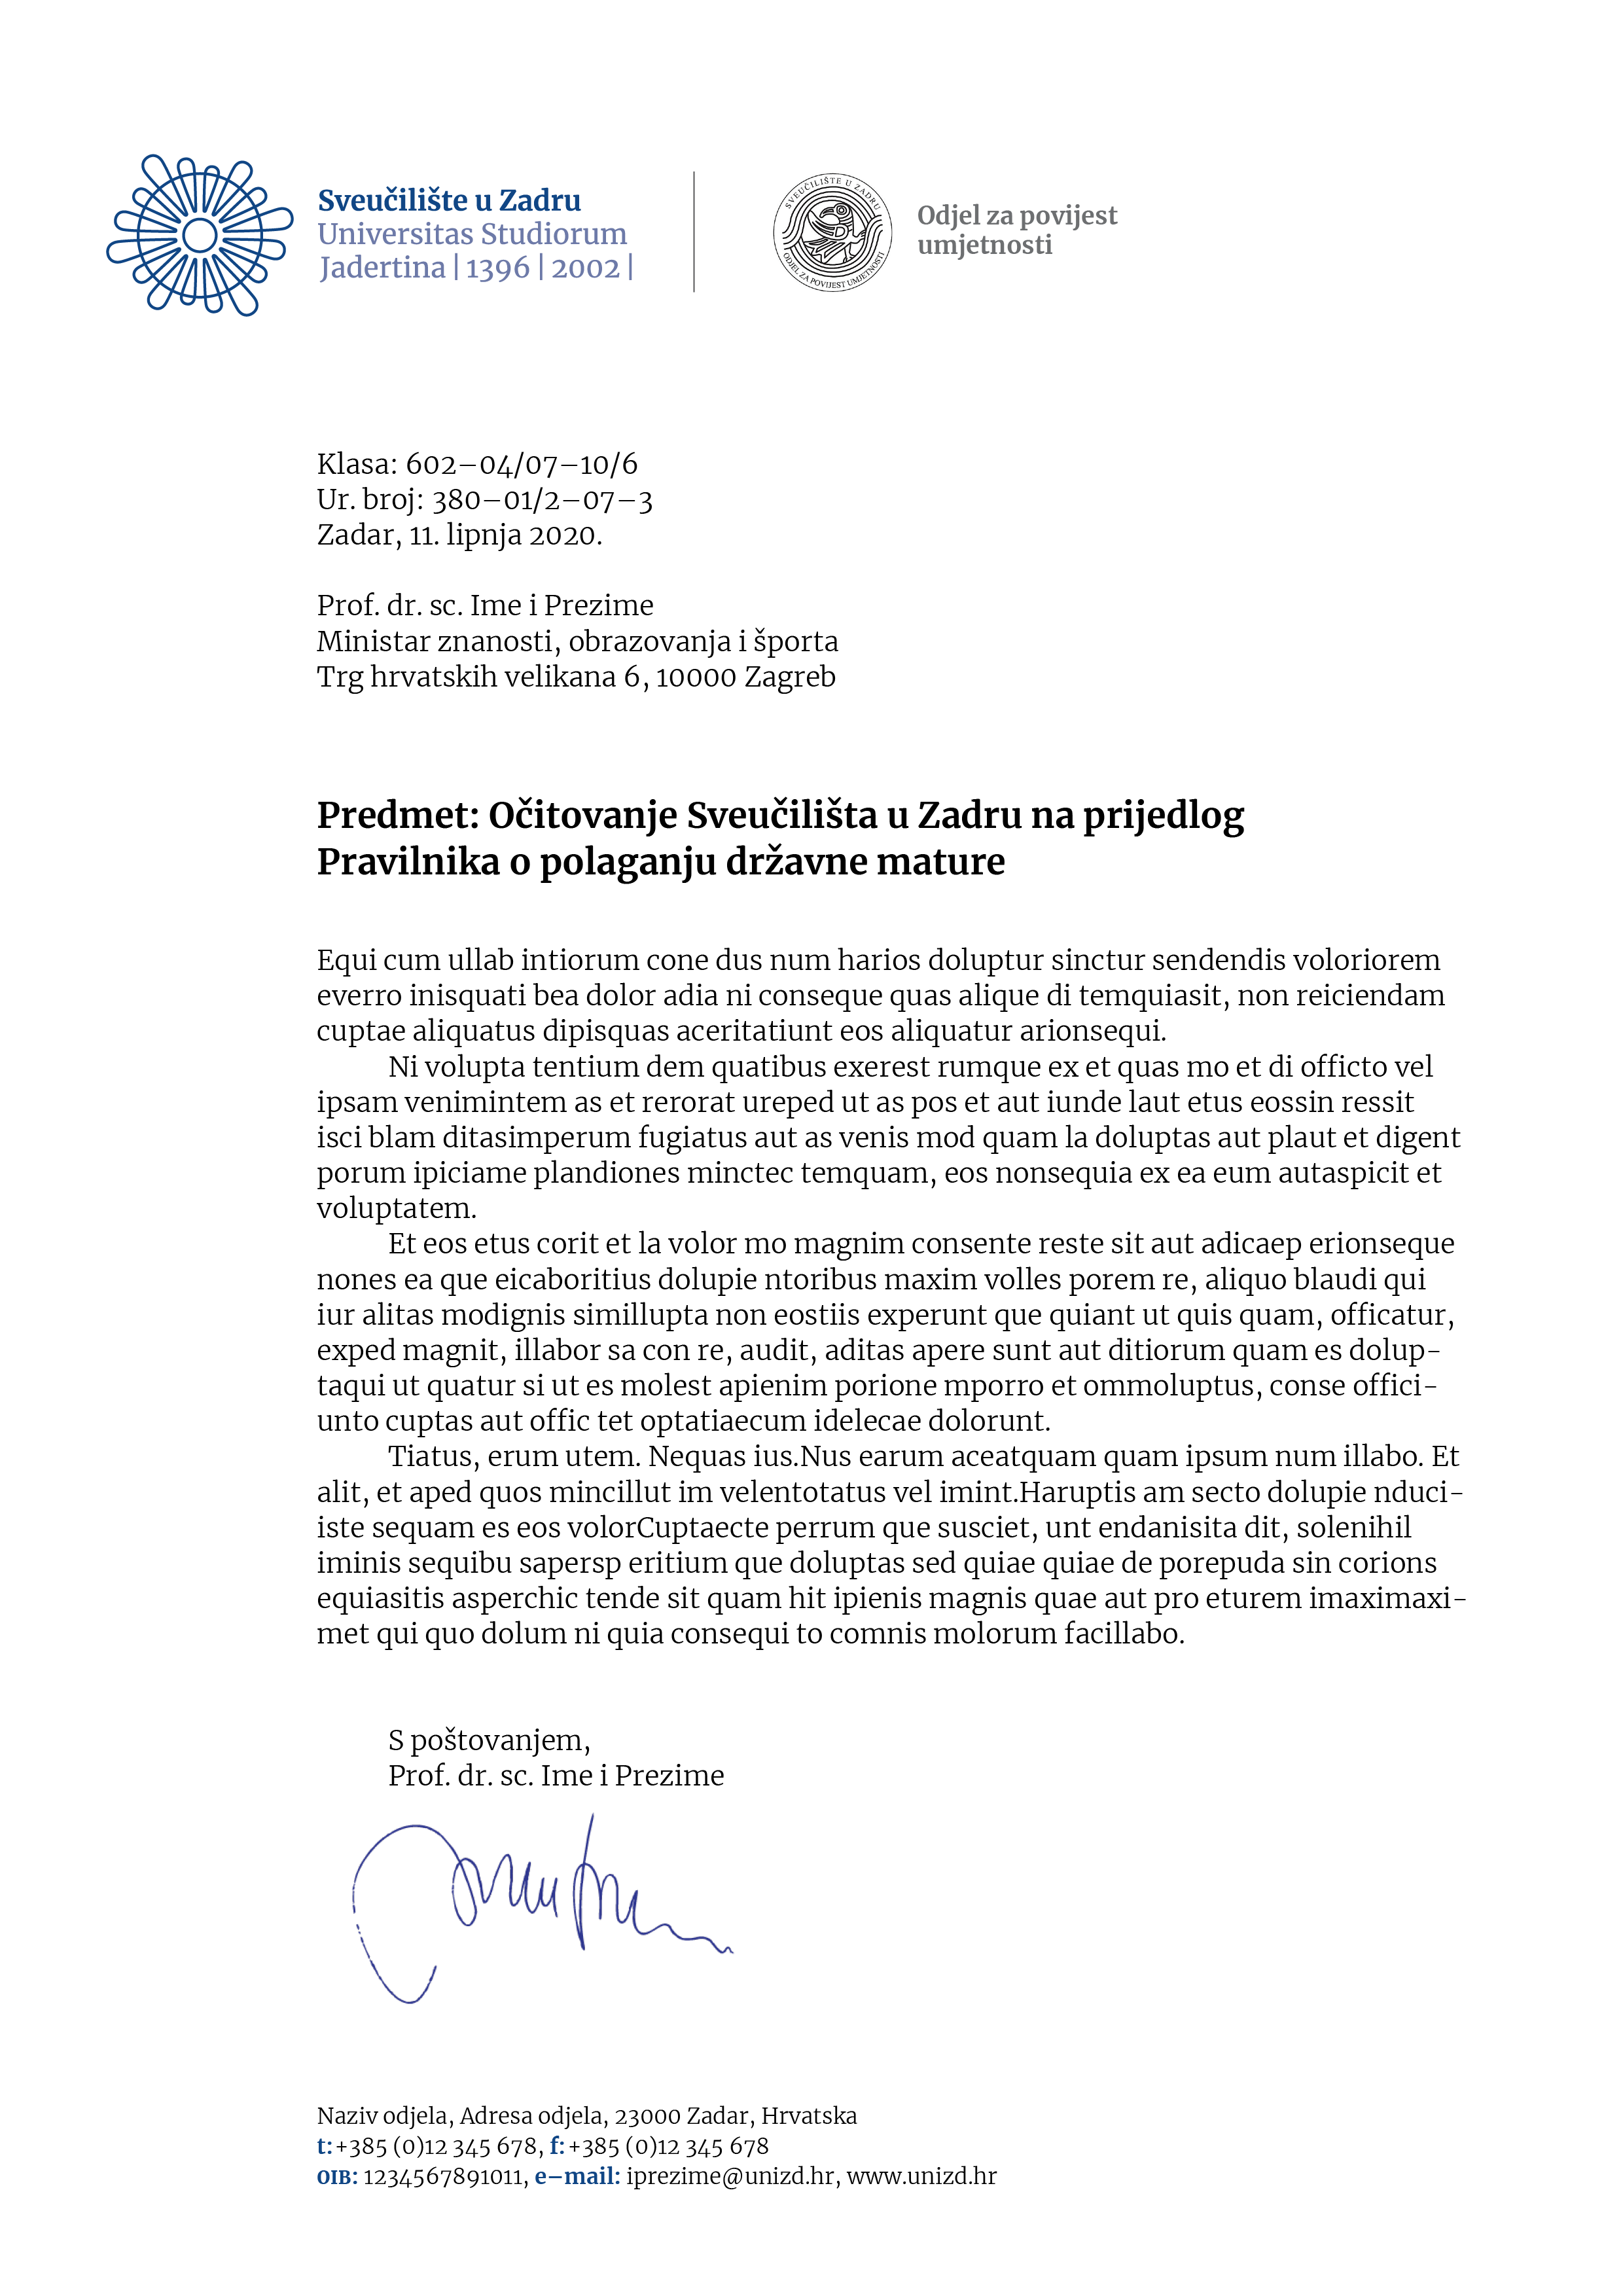 Sveučilište u Zadru
Universitas Studiorum
Jadertina | 1396 | 2002 |
SVEUČILIŠTE U ZADRU
ODJEL ZA POVIJEST UMJETNOSTI
Odjel za povijest
umjetnosti
Klasa: 602–04/07–10/6
Ur. broj: 380–01/2–07–3
Zadar, 11. lipnja 2020.
Prof. dr. sc. Ime i Prezime
Ministar znanosti, obrazovanja i športa
Trg hrvatskih velikana 6, 10000 Zagreb
Predmet: Očitovanje Sveučilišta u Zadru na prijedlog
Pravilnika o polaganju državne mature
Equi cum ullab intiorum cone dus num harios doluptur sinctur sendendis voloriorem
everro inisquati bea dolor adia ni conseque quas alique di temquiasit, non reiciendam
cuptae aliquatus dipisquas aceritatiunt eos aliquatur arionsequi.
Ni volupta tentium dem quatibus exerest rumque ex et quas mo et di officto vel
ipsam venimintem as et rerorat ureped ut as pos et aut iunde laut etus eossin ressit
isci blam ditasimperum fugiatus aut as venis mod quam la doluptas aut plaut et digent
porum ipiciame plandiones minctec temquam, eos nonsequia ex ea eum autaspicit et
voluptatem.
Et eos etus corit et la volor mo magnim consente reste sit aut adicaep erionseque
nones ea que eicaboritius dolupie ntoribus maxim volles porem re, aliquo blaudi qui
iur alitas modignis simillupta non eostiis experunt que quiant ut quis quam, officatur,
exped magnit, illabor sa con re, audit, aditas apere sunt aut ditiorum quam es dolup-
taqui ut quatur si ut es molest apienim porione mporro et ommoluptus, conse offici-
unto cuptas aut offic tet optatiaecum idelecae dolorunt.
Tiatus, erum utem. Nequas ius.Nus earum aceatquam quam ipsum num illabo. Et
alit, et aped quos mincillut im velentotatus vel imint.Haruptis am secto dolupie nduci-
iste sequam es eos volorCuptaecte perrum que susciet, unt endanisita dit, solenihil
iminis sequibu sapersp eritium que doluptas sed quiae quiae de porepuda sin corions
equiasitis asperchic tende sit quam hit ipienis magnis quae aut pro eturem imaximaxi-
met qui quo dolum ni quia consequi to comnis molorum facillabo.
S poštovanjem,
Prof. dr. sc. Ime i Prezime
Naziv odjela, Adresa odjela, 23000 Zadar, Hrvatska
t:+385 (0)12 345 678, f:+385 (0)12 345 678
OIB: 1234567891011, e–mail: iprezime@unizd.hr, www.unizd.hr